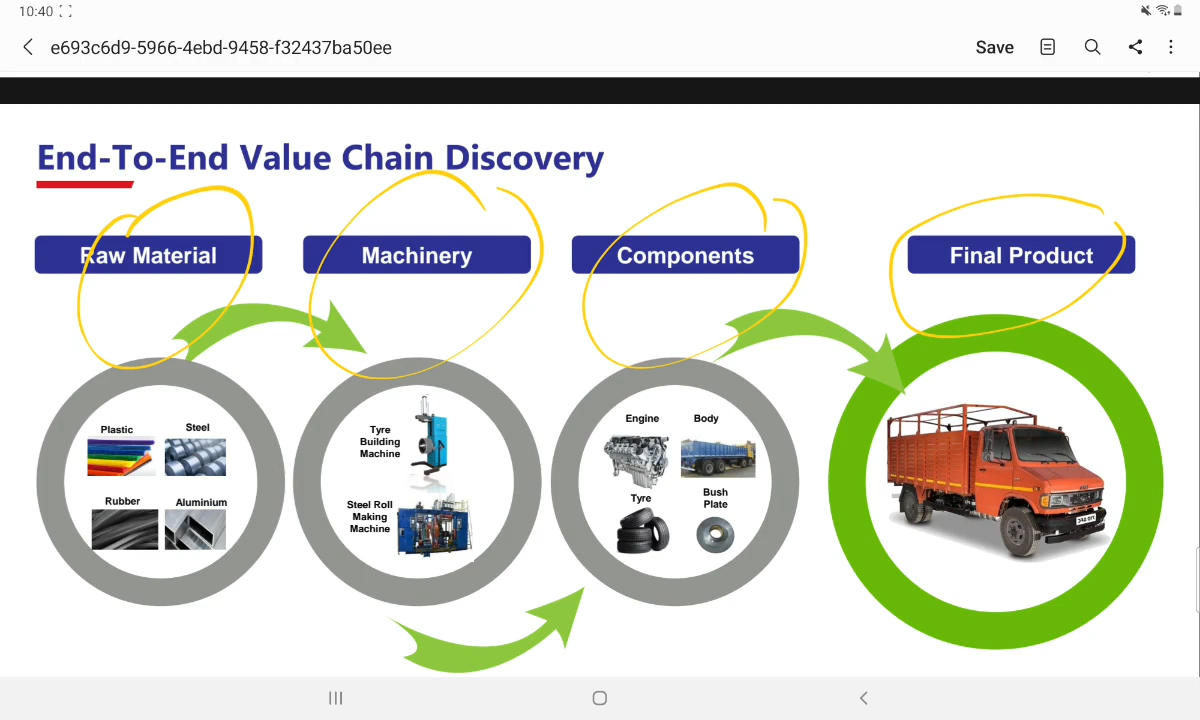 10:40
e693c6d9-5966-4ebd-9458-f32437ba50ee
Save
End-To-End Value Chain Discovery
Raw Material
Machinery
Components
Final Product
Plastic
Steel
Rubber
Aluminium
Tyre
Building
Machine
Steel Roll
Making
Machine
Engine
Body
Tyre
Bush
Plate